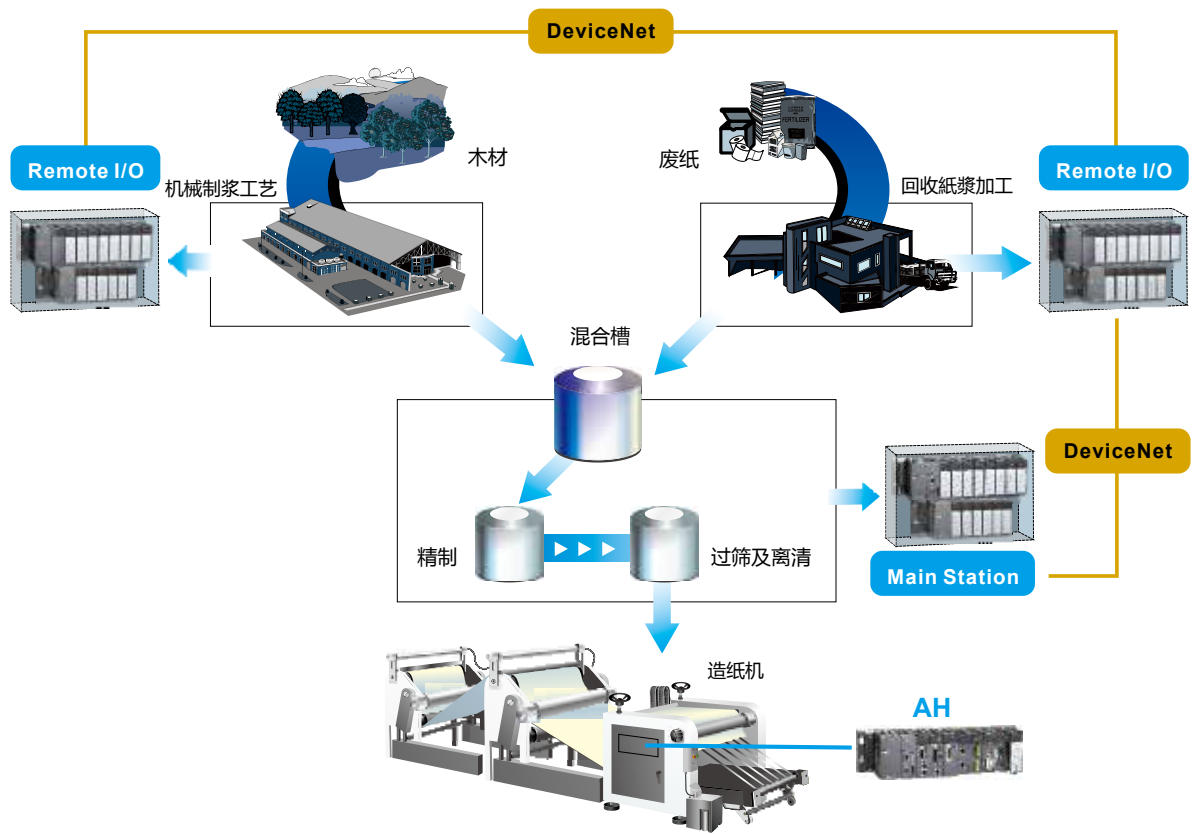 DeviceNet
木材
废纸
Remote I/O
机械制浆工艺
回收紙漿加工
Remote I/O
FERTILIZER
混合槽
DeviceNet
精制
过筛及离清
Main Station
造纸机
AH